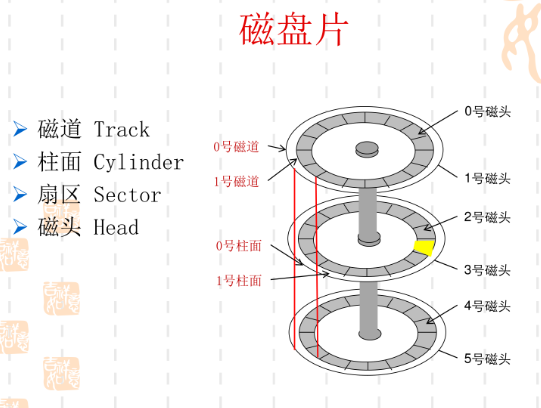 磁盘片
磁道 Track
柱面 Cylinder
扇区 Sector
磁头 Head
0号磁道
1号磁道
0号柱面
1号柱面
0号磁头
1号磁头
2号磁头
3号磁头
4号磁头
5号磁头